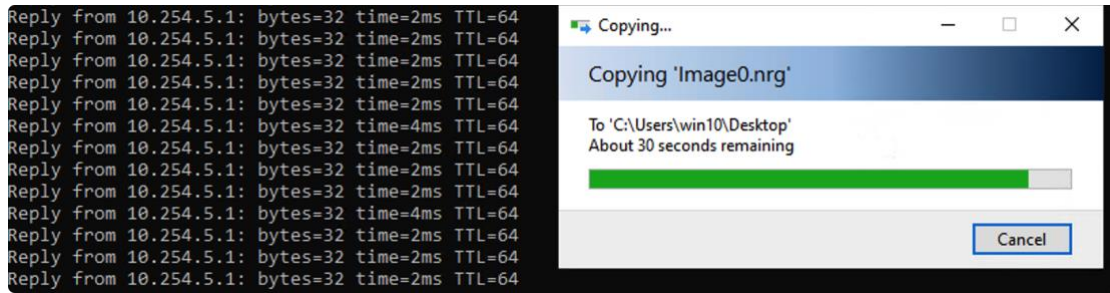 Reply from 10.254.5.1: bytes=32 time=2ms TTL=64
Reply from 10.254.5.1: bytes=32 time=2ms TTL=64
Reply from 10.254.5.1: bytes=32 time=2ms TTL=64
Reply from 10.254.5.1: bytes=32 time=2ms TTL=64
Reply from 10.254.5.1: bytes=32 time=2ms TTL=64
Reply from 10.254.5.1: bytes=32 time=4ms TTL=64
Reply from 10.254.5.1: bytes=32 time=2ms TTL=64
Reply from 10.254.5.1: bytes=32 time=2ms TTL=64
Reply from 10.254.5.1: bytes=32 time=2ms TTL=64
Reply from 10.254.5.1: bytes=32 time=4ms TTL=64
Reply from 10.254.5.1: bytes=32 time=2ms TTL=64
Reply from 10.254.5.1: bytes=32 time=2ms TTL=64
Reply from 10.254.5.1: bytes=32 time=2ms TTL=64
Copying...
Copying 'Image0.nrg'
To 'C:\Users\win10\Desktop'
About 30 seconds remaining
Cancel